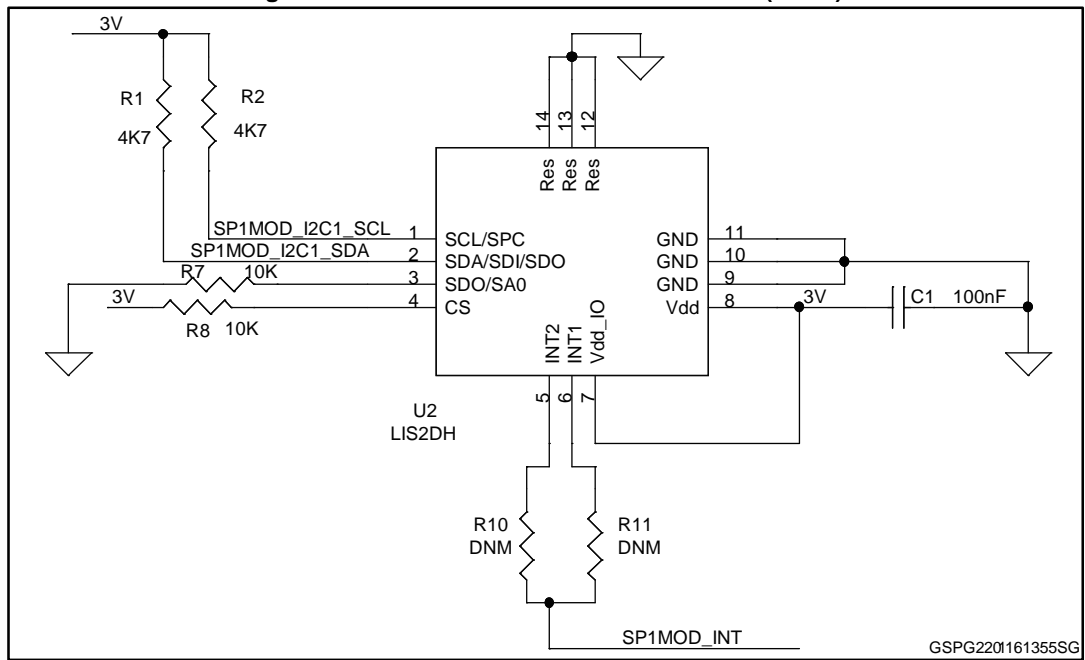 3V
R1
4K7
R2
4K7
14
13
12
Res
Res
Res
SP1MOD_I2C1_SCL
SP1MOD_I2C1_SDA
1
2
3
4
SCL/SPC
SDA/SDI/SDO
SDO/SA0
CS
GND
GND
GND
Vdd
11
10
9
8
R7 10K
3V
R8 10K
3V
C1 100nF
INT2
INT1
Vdd_IO
5
6
7
U2
LIS2DH
R10
DNM
R11
DNM
SP1MOD_INT
GSPG2201161355SG